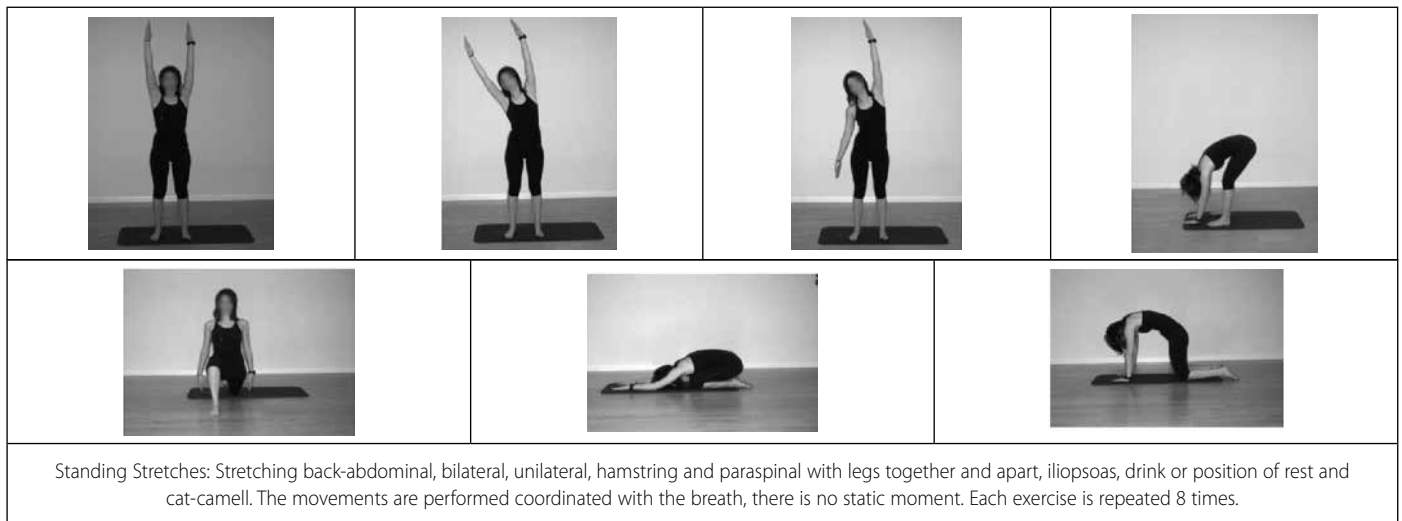 Standing Stretches: Stretching back-abdominal, bilateral, unilateral, hamstring and paraspinal with legs together and apart, iliopsoas, drink or position of rest and
cat-camell. The movements are performed coordinated with the breath, there is no static moment. Each exercise is repeated 8 times.